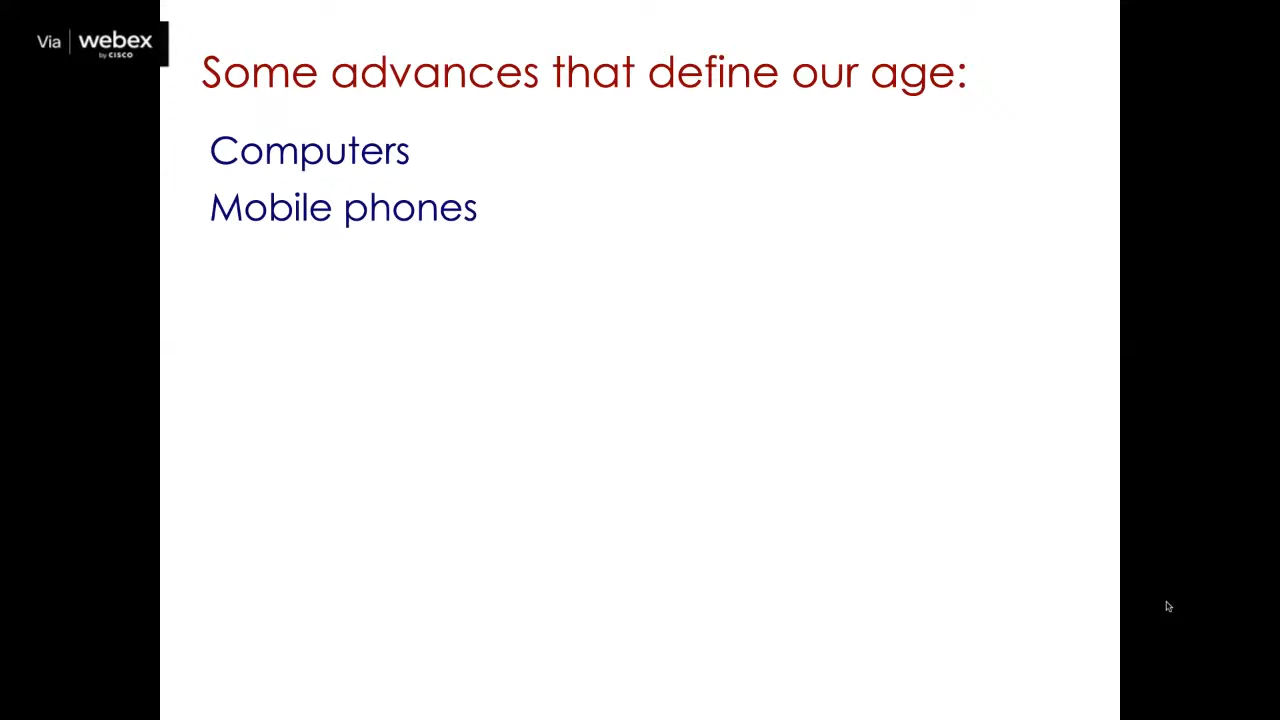 Via webex
by CISCO
Some advances that define our age:
Computers
Mobile phones